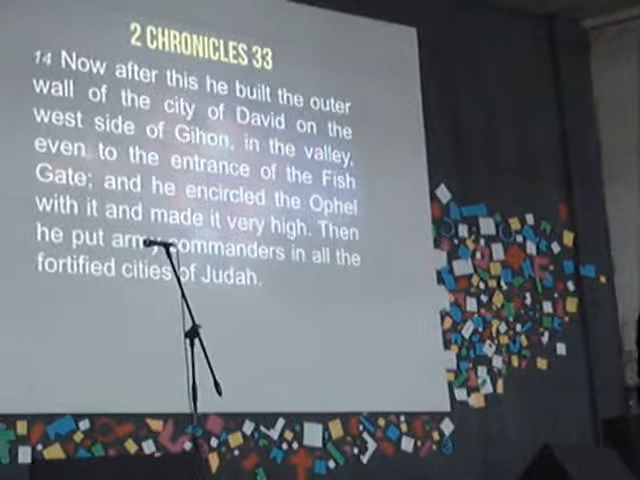 2 CHRONICLES 33
14 Now after this he built the outer
wall of the city of David on the
west side of Gihon, in the valley,
even to the entrance of the Fish
Gate; and he encircled the Ophel
with it and made it very high. Then
he put army commanders in all the
fortified cities of Judah.